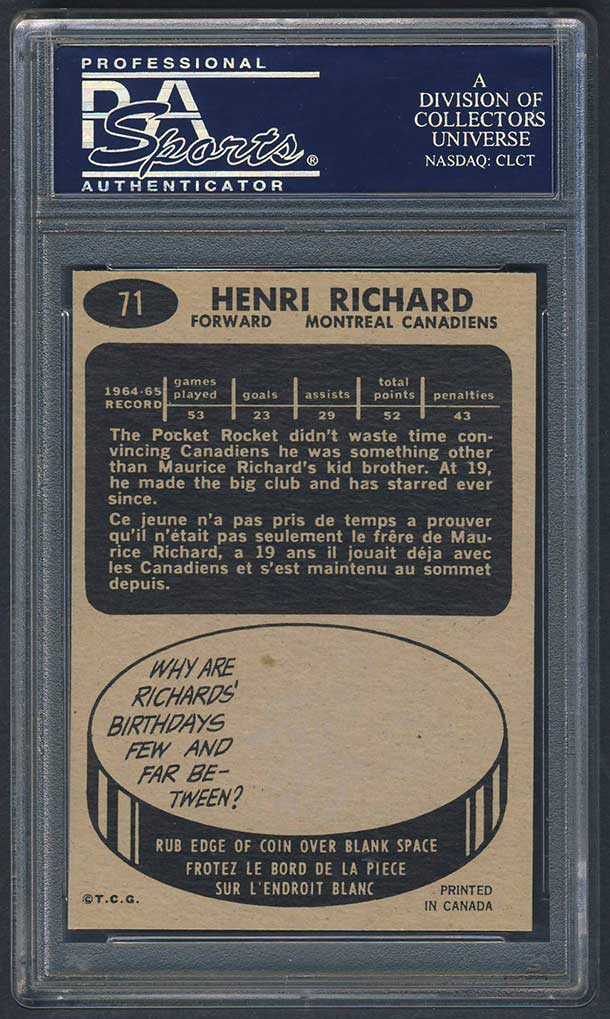 PROFESSIONAL
PSA
Sports®
AUTHENTICATOR
A
DIVISION OF
COLLECTORS
UNIVERSE
NASDAQ: CLCT
71
HENRI RICHARD
FORWARD MONTREAL CANADIENS
1964-65 RECORD
games played goals assists total points penalties
53 23 29 52 43
The Pocket Rocket didn't waste time con-
vincing Canadiens he was something other
than Maurice Richard's kid brother. At 19,
he made the big club and has starred ever
since.
Ce jeune n'a pas pris de temps a prouver
qu'il n'était pas seulement le frêre de Mau-
rice Richard, a 19 ans il jouait déja avec
les Canadiens et s'est maintenu au sommet
depuis.
WHY ARE
RICHARDS'
BIRTHDAYS
FEW AND
FAR BE-
TWEEN?
RUB EDGE OF COIN OVER BLANK SPACE
FROTEZ LE BORD DE LA PIECE
SUR L'ENDROIT BLANC
©T.C.G.
PRINTED
IN CANADA